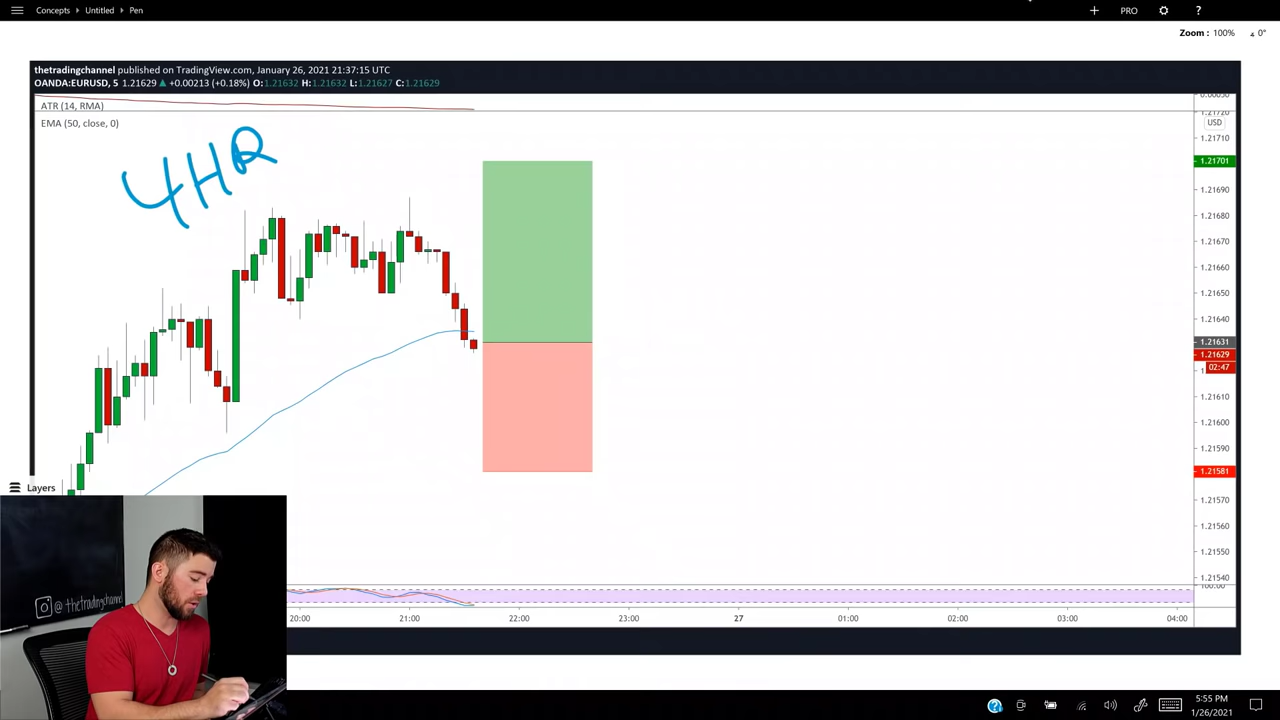 Concepts ▸ Untitled ▸ Pen
PRO
?
Zoom : 100% 0°
thetradingchannel published on TradingView.com, January 26, 2021 21:37:15 UTC
OANDA:EURUSD, 5 1.21629 ▲ +0.00213 (+0.18%) O:1.21632 H:1.21632 L:1.21627 C:1.21629
ATR (14, RMA)
EMA (50, close, 0)
4HR
USD
1.21720
1.21710
1.21701
1.21690
1.21680
1.21670
1.21660
1.21650
1.21640
1.21631
1.21629
02:47
1.21610
1.21600
1.21590
1.21581
1.21570
1.21560
1.21550
1.21540
100.00
Layers
20:00 21:00 22:00 23:00 27 01:00 02:00 03:00 04:00
@thetradingchannel
5:55 PM
1/26/2021